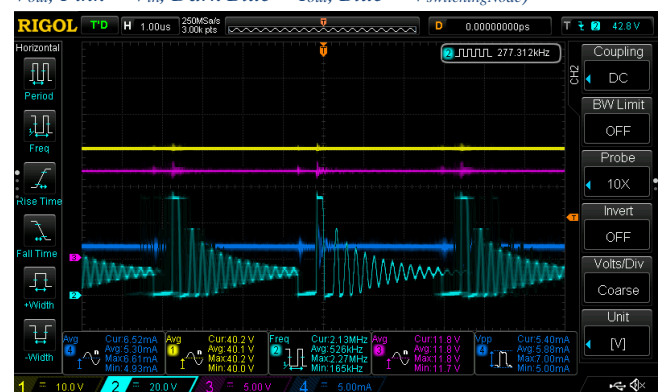 RIGOL T'D H 1.00us 250MSa/s 3.00k pts D 0.00000000ps T 2 42.8V
Horizontal
2 277.312kHz
CH2
Coupling
DC
Period
BW Limit
OFF
Freq
Probe
10X
Rise Time
Invert
OFF
Fall Time
Volts/Div
Coarse
+Width
Unit
[V]
-Width
Avg Cur:6.52mA Avg:5.30mA Max:6.61mA Min:4.93mA
Avg Cur:40.2 V Avg:40.1 V Max:40.2 V Min:40.0 V
Freq Cur:2.13MHz Avg:526kHz Max:2.27MHz Min:165kHz
Avg Cur:11.8 V Avg:11.8 V Max:11.8 V Min:11.7 V
Vpp Cur:5.40mA Avg:5.88mA Max:7.00mA Min:5.00mA
1 = 10.0 V 2 = 20.0 V 3 = 5.00 V 4 = 5.00mA